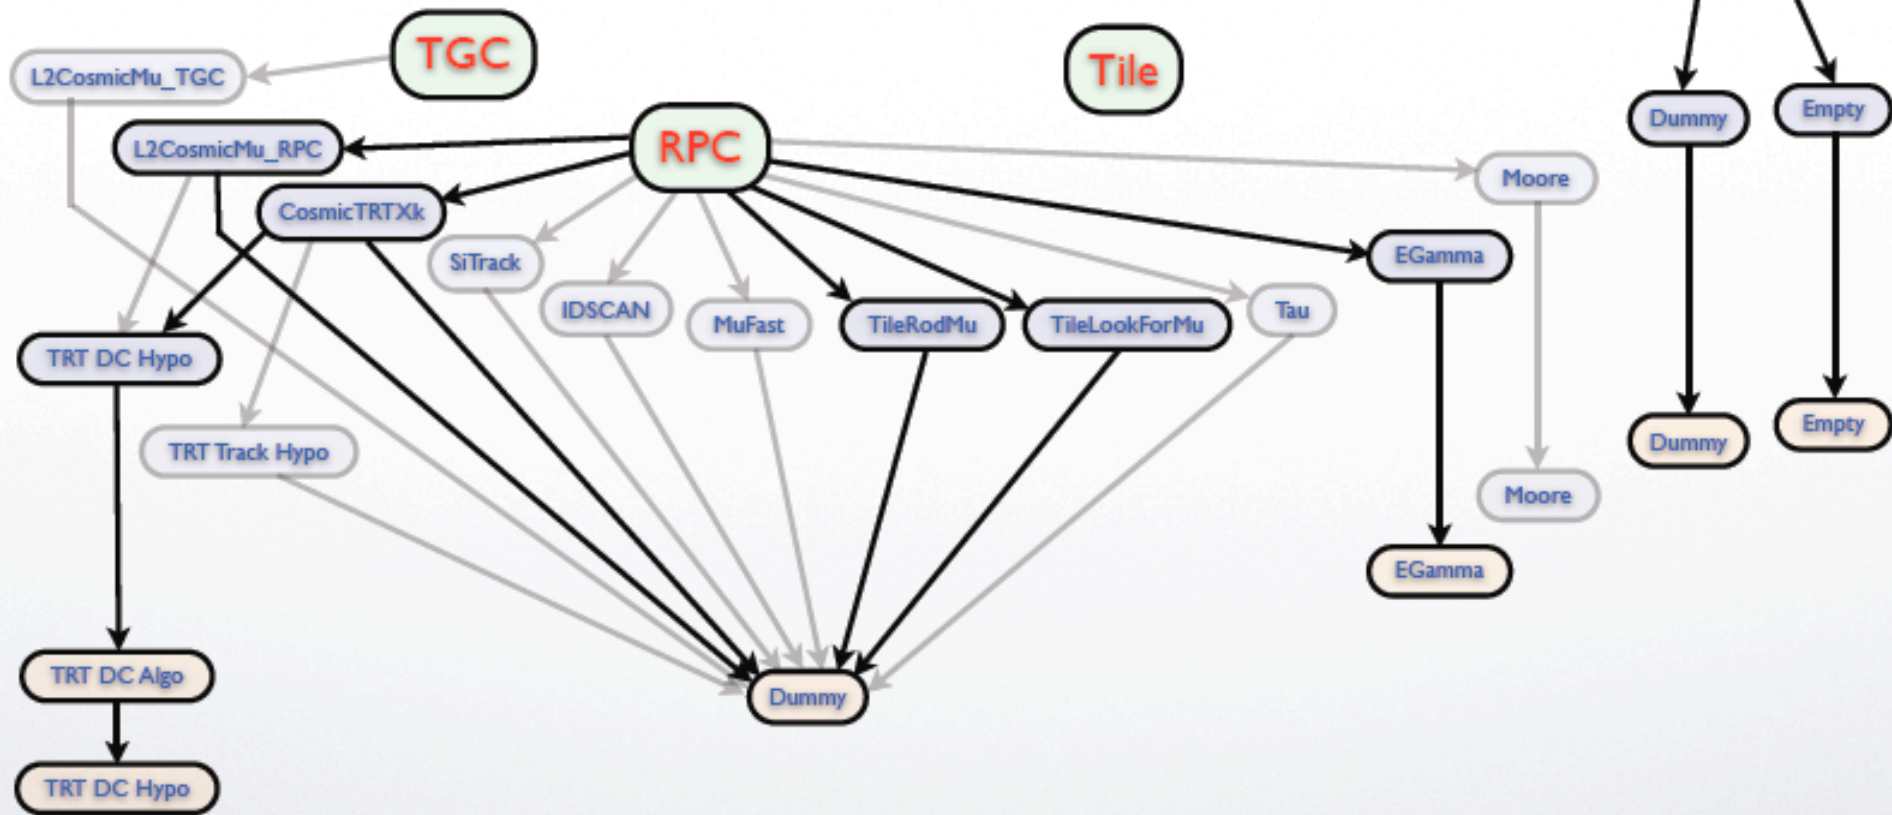 TGC
Tile
L2CosmicMu_TGC
Dummy
Empty
L2CosmicMu_RPC
RPC
Moore
CosmicTRTXk
SiTrack
EGamma
IDSCAN
MuFast
TileRodMu
TileLookForMu
Tau
TRT DC Hypo
TRT Track Hypo
Dummy
Empty
Moore
EGamma
TRT DC Algo
Dummy
TRT DC Hypo